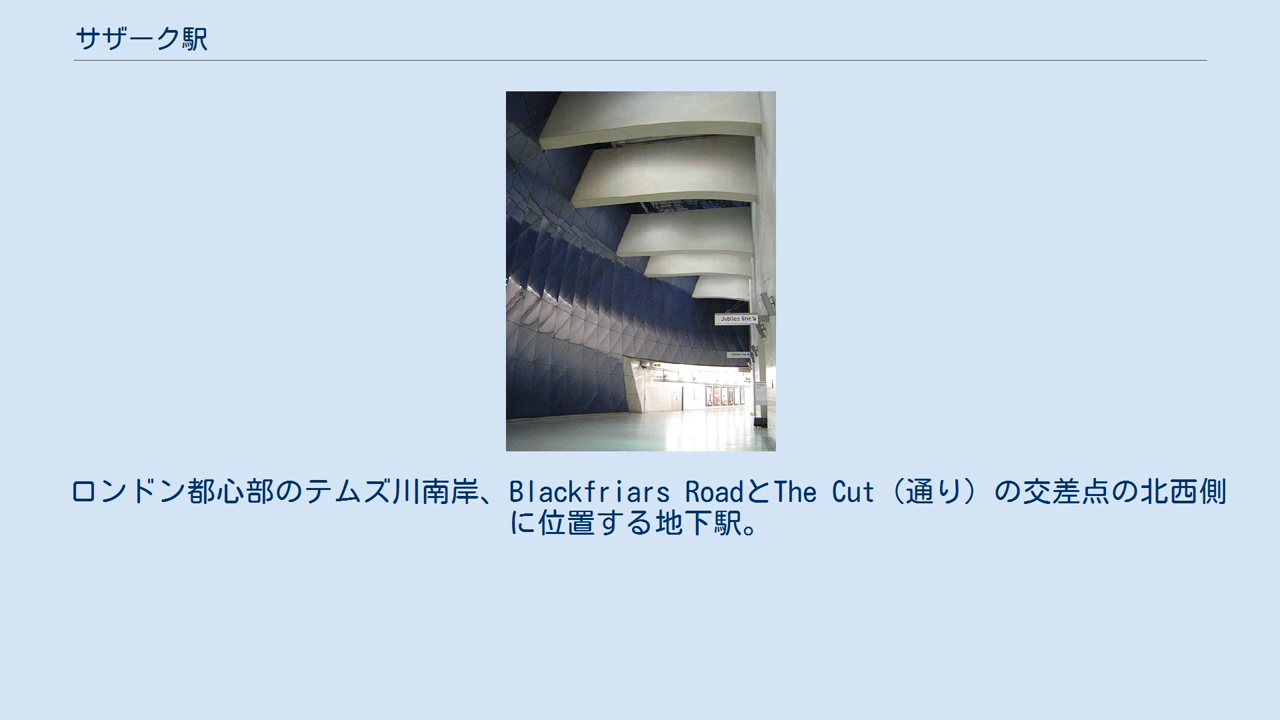 サザーク駅
Jubilee line
ロンドン都心部のテムズ川南岸、Blackfriars RoadとThe Cut（通り）の交差点の北西側
に位置する地下駅。